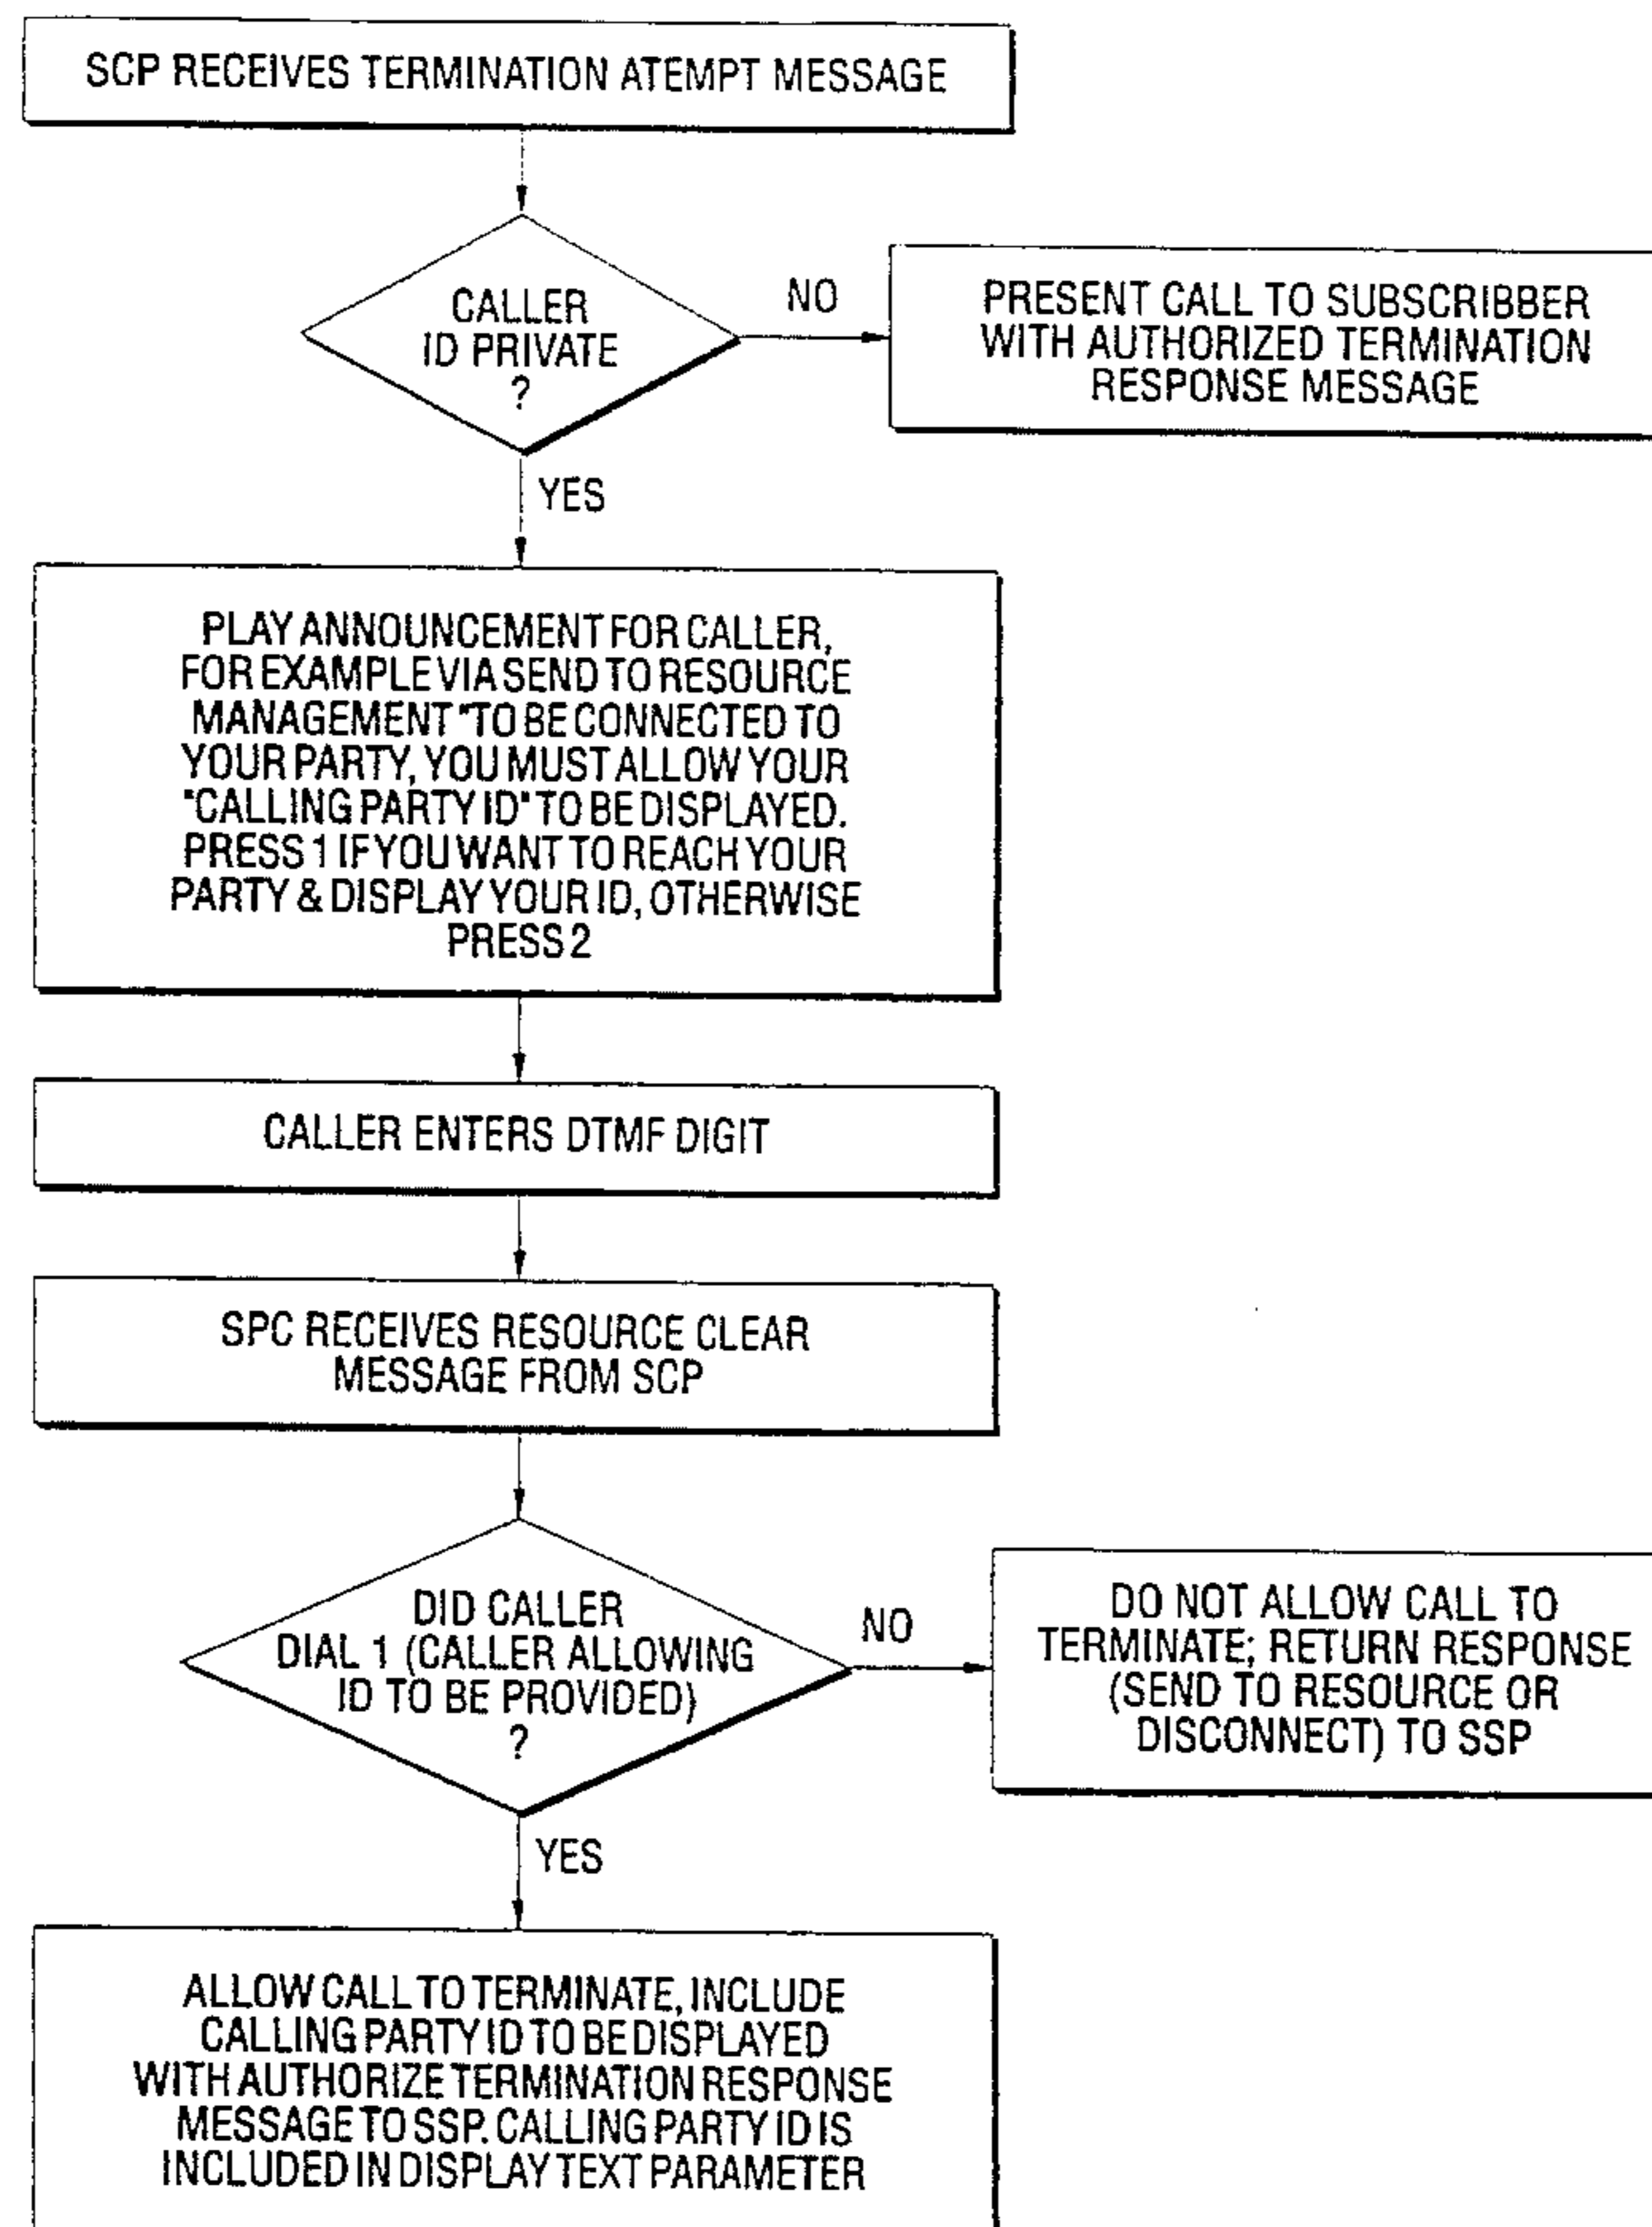 SCP RECEIVES TERMINATION ATEMPT MESSAGE
CALLER
ID PRIVATE
?
NO
PRESENT CALL TO SUBSCRIBBER
WITH AUTHORIZED TERMINATION
RESPONSE MESSAGE
YES
PLAY ANNOUNCEMENT FOR CALLER,
FOR EXAMPLE VIA SEND TO RESOURCE
MANAGEMENT "TO BE CONNECTED TO
YOUR PARTY, YOU MUST ALLOW YOUR
"CALLING PARTY ID" TO BE DISPLAYED.
PRESS 1 IF YOU WANT TO REACH YOUR
PARTY & DISPLAY YOUR ID, OTHERWISE
PRESS 2
CALLER ENTERS DTMF DIGIT
SPC RECEIVES RESOURCE CLEAR
MESSAGE FROM SCP
DID CALLER
DIAL 1 (CALLER ALLOWING
ID TO BE PROVIDED)
?
NO
DO NOT ALLOW CALL TO
TERMINATE; RETURN RESPONSE
(SEND TO RESOURCE OR
DISCONNECT) TO SSP
YES
ALLOW CALL TO TERMINATE, INCLUDE
CALLING PARTY ID TO BE DISPLAYED
WITH AUTHORIZE TERMINATION RESPONSE
MESSAGE TO SSP. CALLING PARTY ID IS
INCLUDED IN DISPLAY TEXT PARAMETER